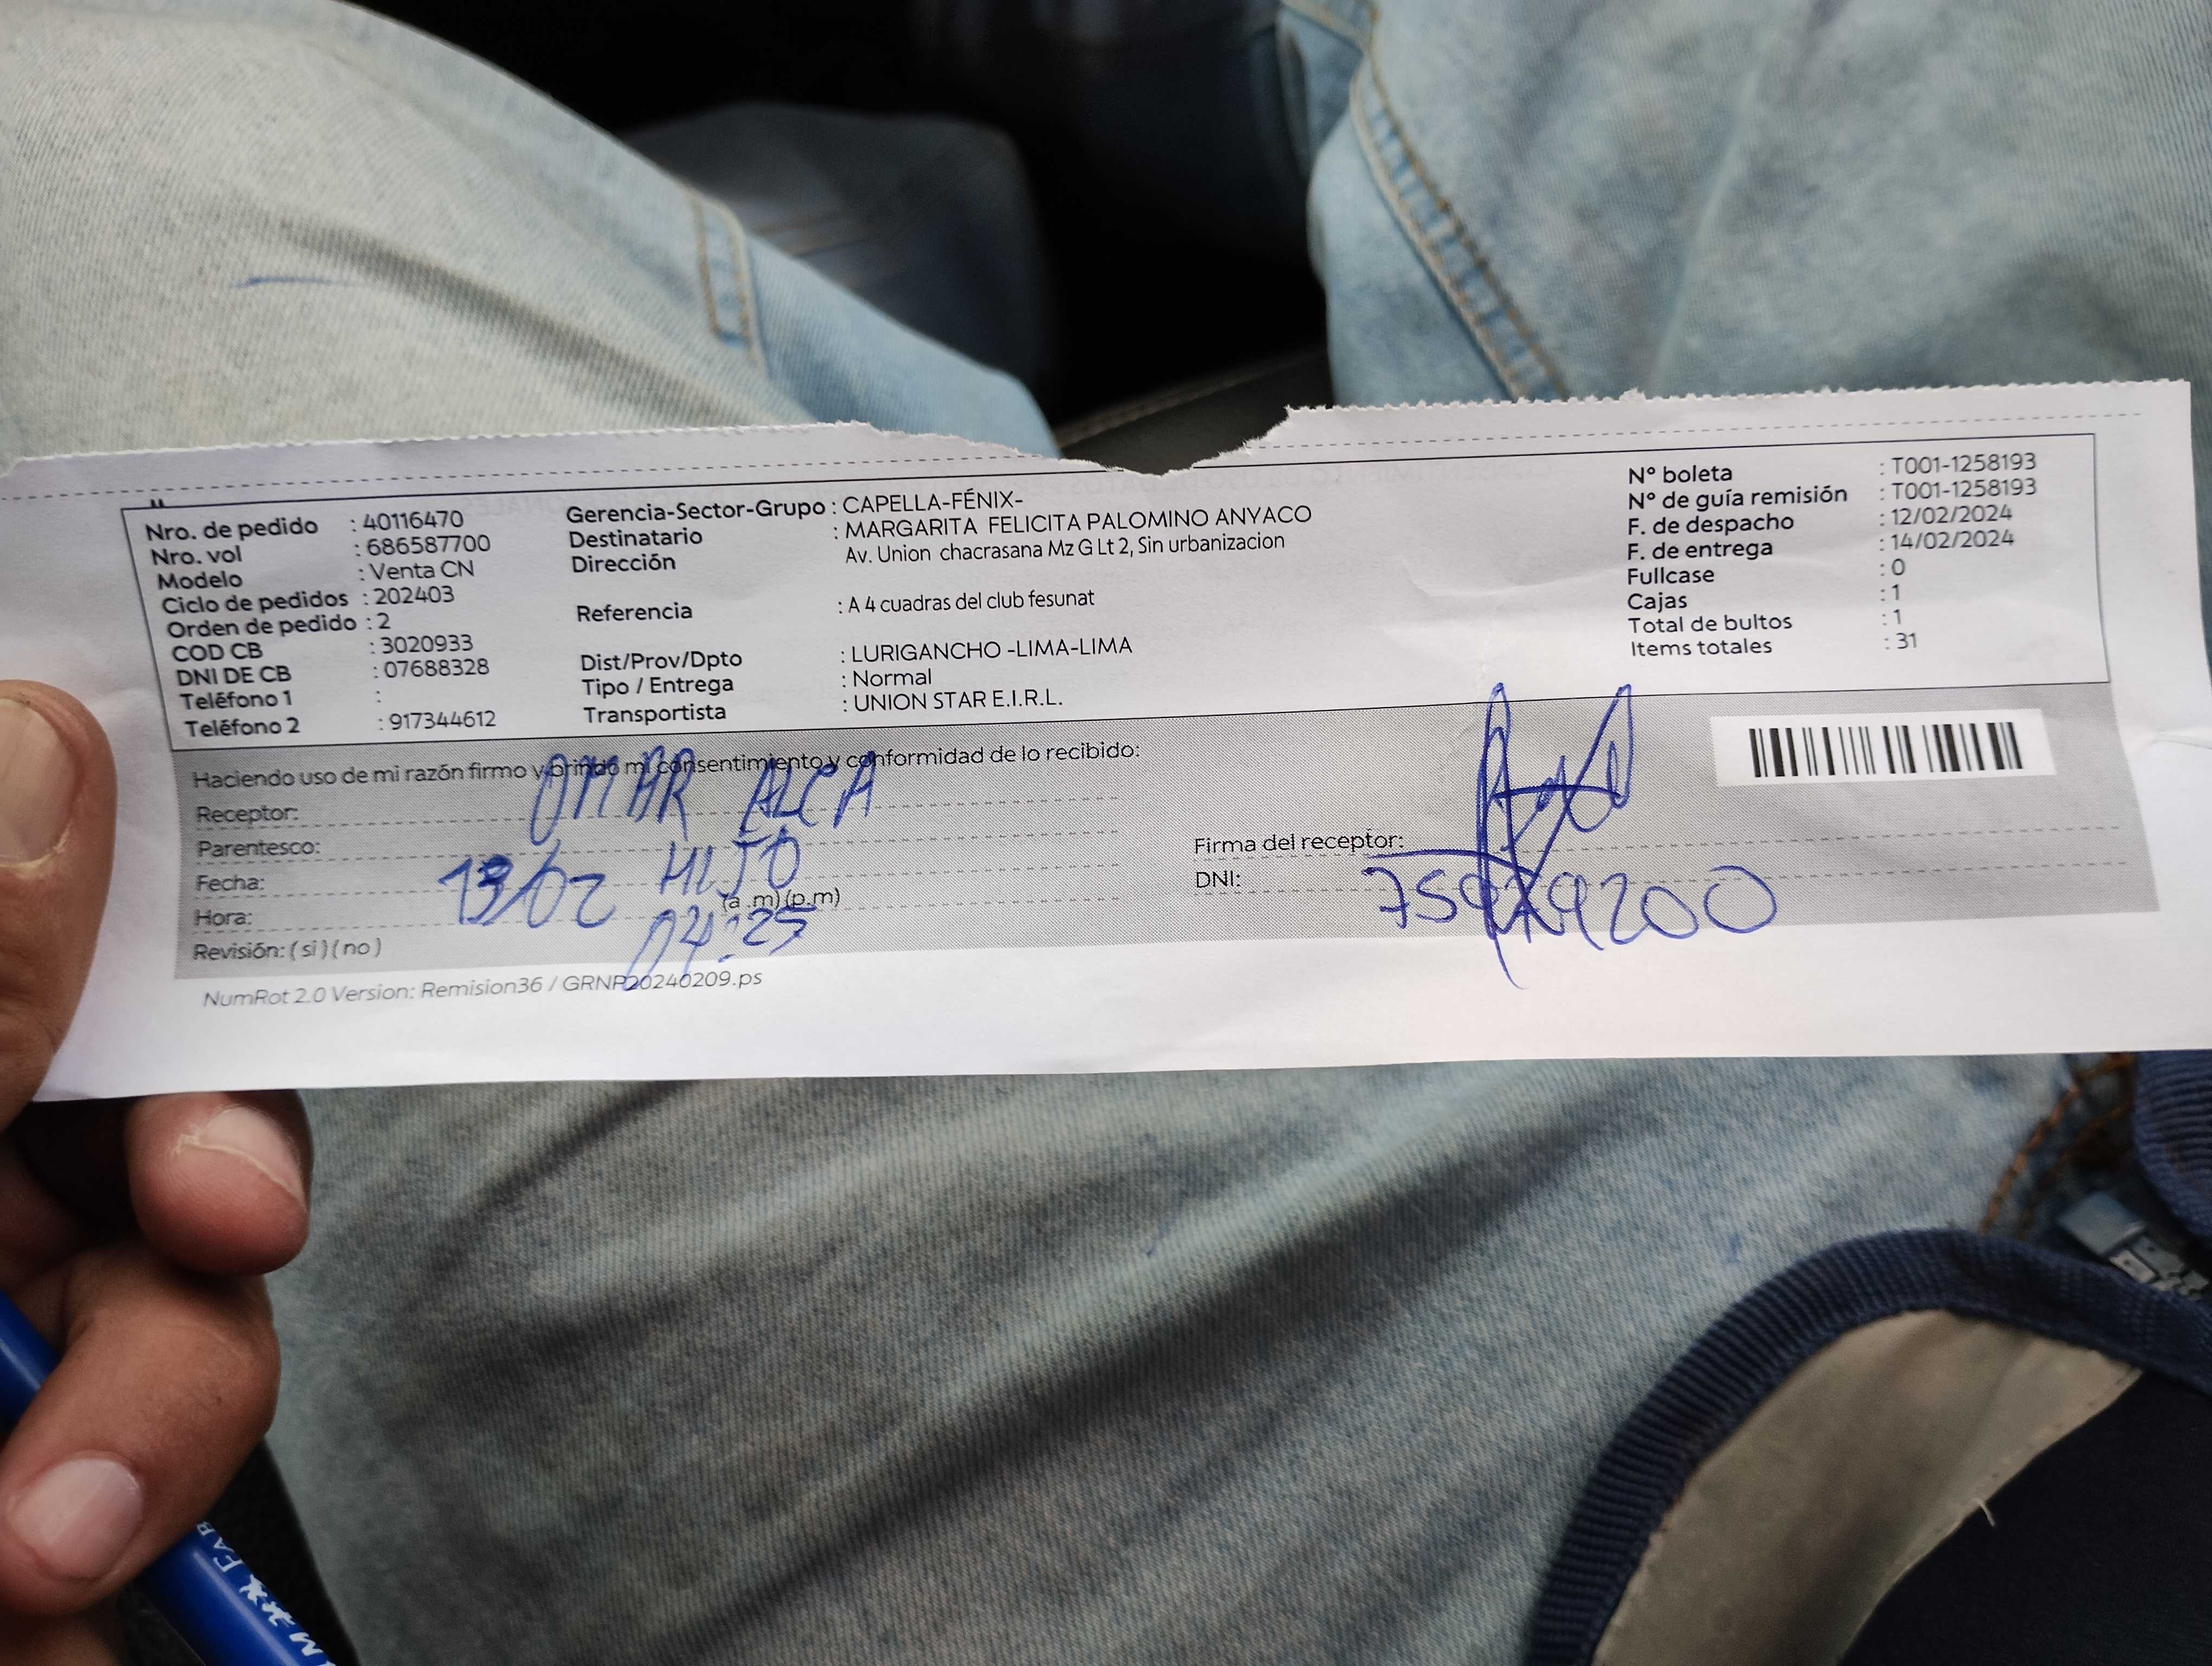 Nro. de pedido : 40116470
Nro. vol : 686587700
Modelo : Venta CN
Ciclo de pedidos : 202403
Orden de pedido : 2
COD CB : 3020933
DNI DE CB : 07688328
Teléfono 1 :
Teléfono 2 : 917344612
Gerencia-Sector-Grupo : CAPELLA-FÉNIX-
Destinatario : MARGARITA FELICITA PALOMINO ANYACO
Dirección Av. Union chacrasana Mz G Lt 2, Sin urbanizacion
Referencia : A 4 cuadras del club fesunat
Dist/Prov/Dpto : LURIGANCHO -LIMA-LIMA
Tipo / Entrega : Normal
Transportista : UNION STAR E.I.R.L.
N° boleta : T001-1258193
N° de guía remisión : T001-1258193
F. de despacho : 12/02/2024
F. de entrega : 14/02/2024
Fullcase : 0
Cajas : 1
Total de bultos : 1
Items totales : 31
Haciendo uso de mi razón firmo y brindo mi consentimiento y conformidad de lo recibido:
Receptor: OMAR ALCA
Parentesco: HIJO
Fecha: 13/02
Hora: 04:25 (a .m) (p.m)
Revisión: ( si ) ( no )
Firma del receptor:
DNI:
NumRot 2.0 Version: Remision36 / GRNP20240209.ps